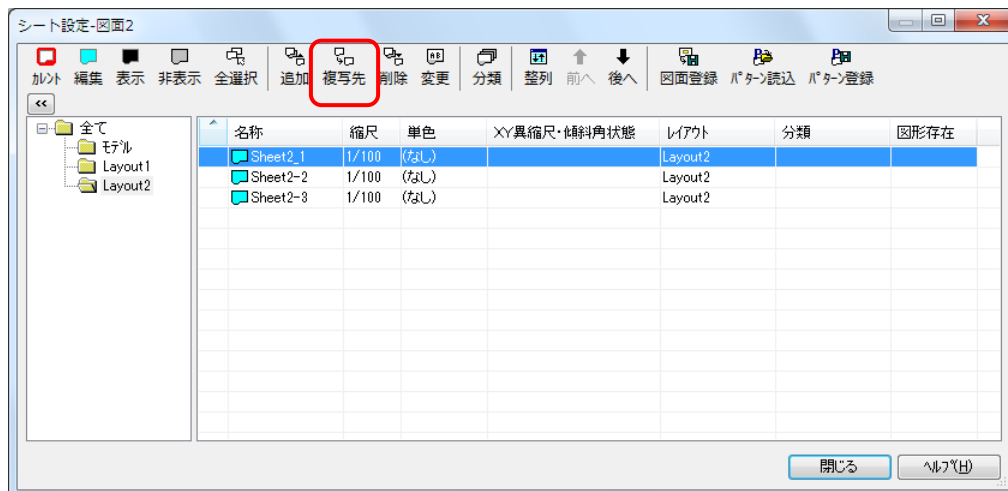 シート設定-図面2
ｶﾚﾝﾄ 編集 表示 非表示 全選択 追加 複写先 削除 変更 分類 整列 前へ 後へ 図面登録 ﾊﾟﾀｰﾝ読込 ﾊﾟﾀｰﾝ登録
<<
全て
ﾓﾃﾞﾙ
Layout1
Layout2
名称 縮尺 単色 XY異縮尺・傾斜角状態 ﾚｲｱｳﾄ 分類 図形存在
Sheet2_1 1/100 (なし) Layout2
Sheet2-2 1/100 (なし) Layout2
Sheet2-3 1/100 (なし) Layout2
閉じる ﾍﾙﾌﾟ(H)